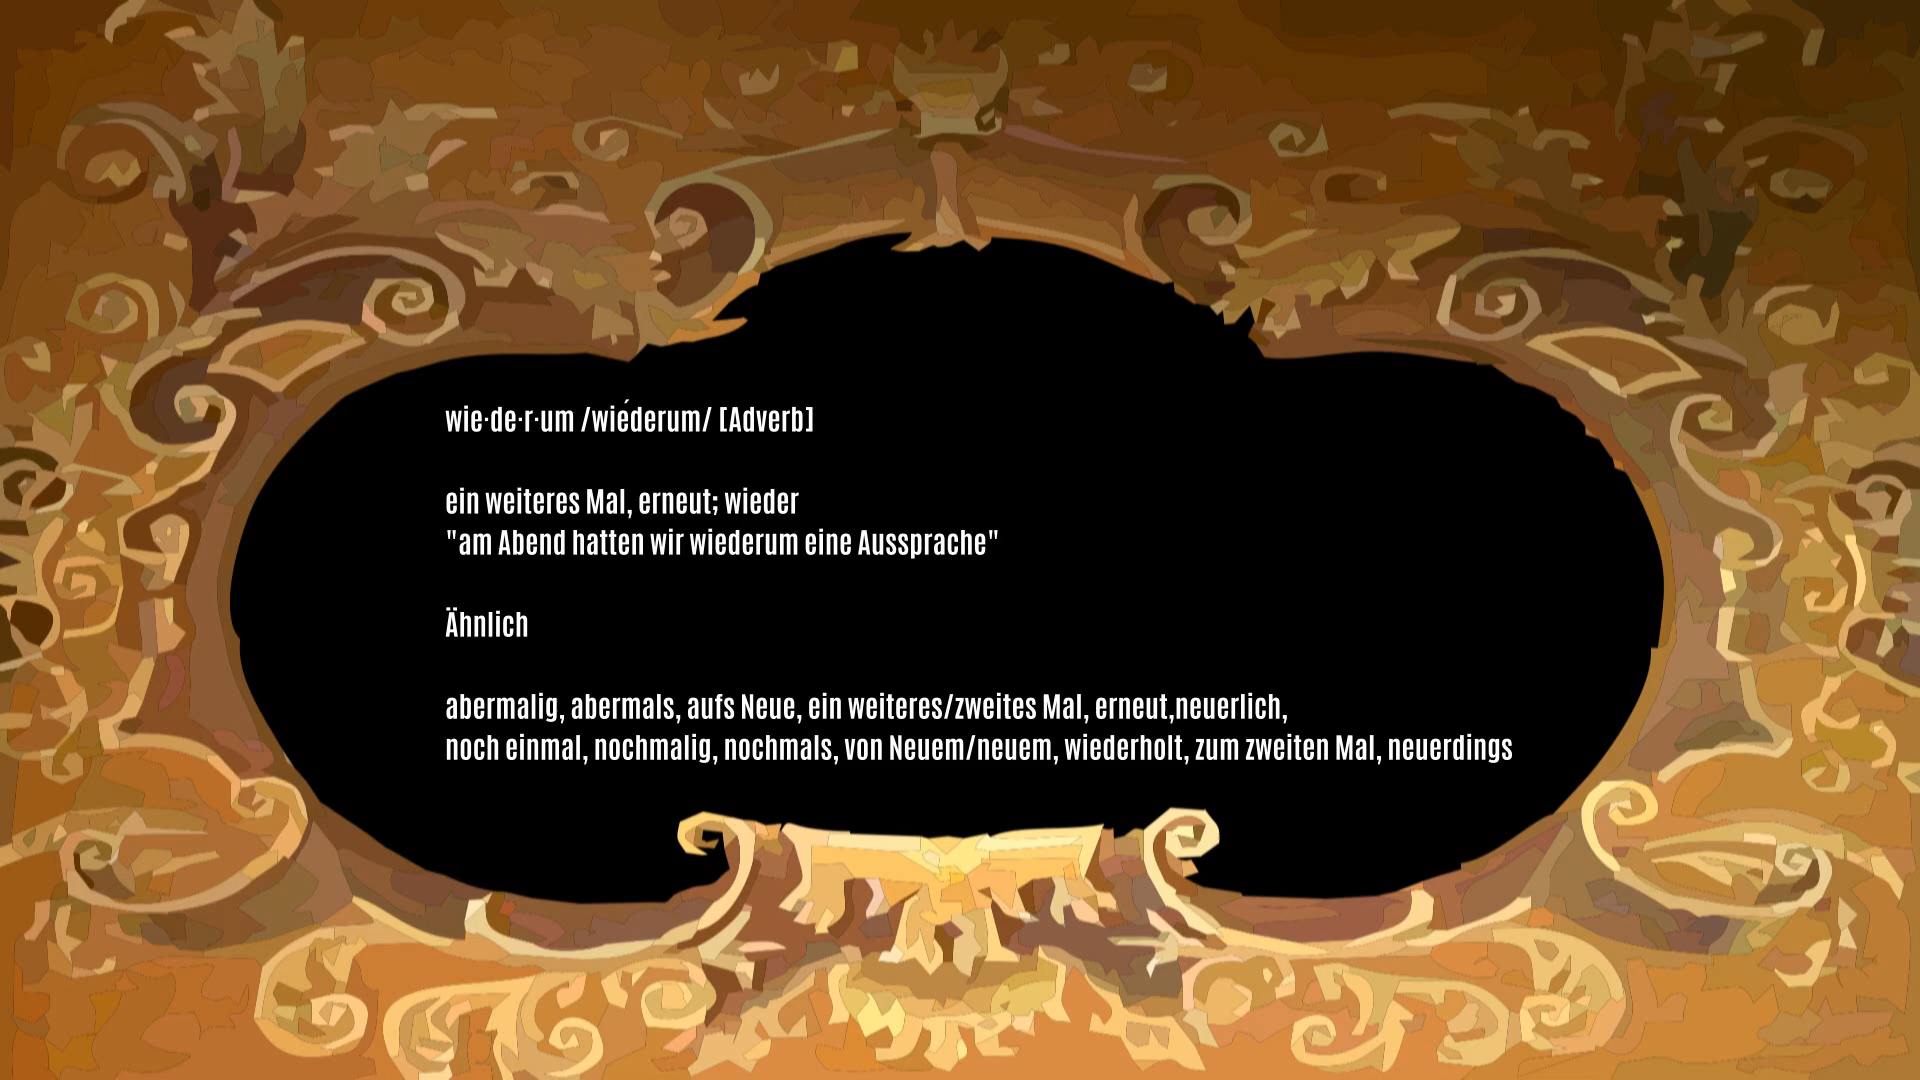 wie·de·r·um /wiéderum/ [Adverb]
ein weiteres Mal, erneut; wieder
"am Abend hatten wir wiederum eine Aussprache"
Ähnlich
abermalig, abermals, aufs Neue, ein weiteres/zweites Mal, erneut,neuerlich,
noch einmal, nochmalig, nochmals, von Neuem/neuem, wiederholt, zum zweiten Mal, neuerdings